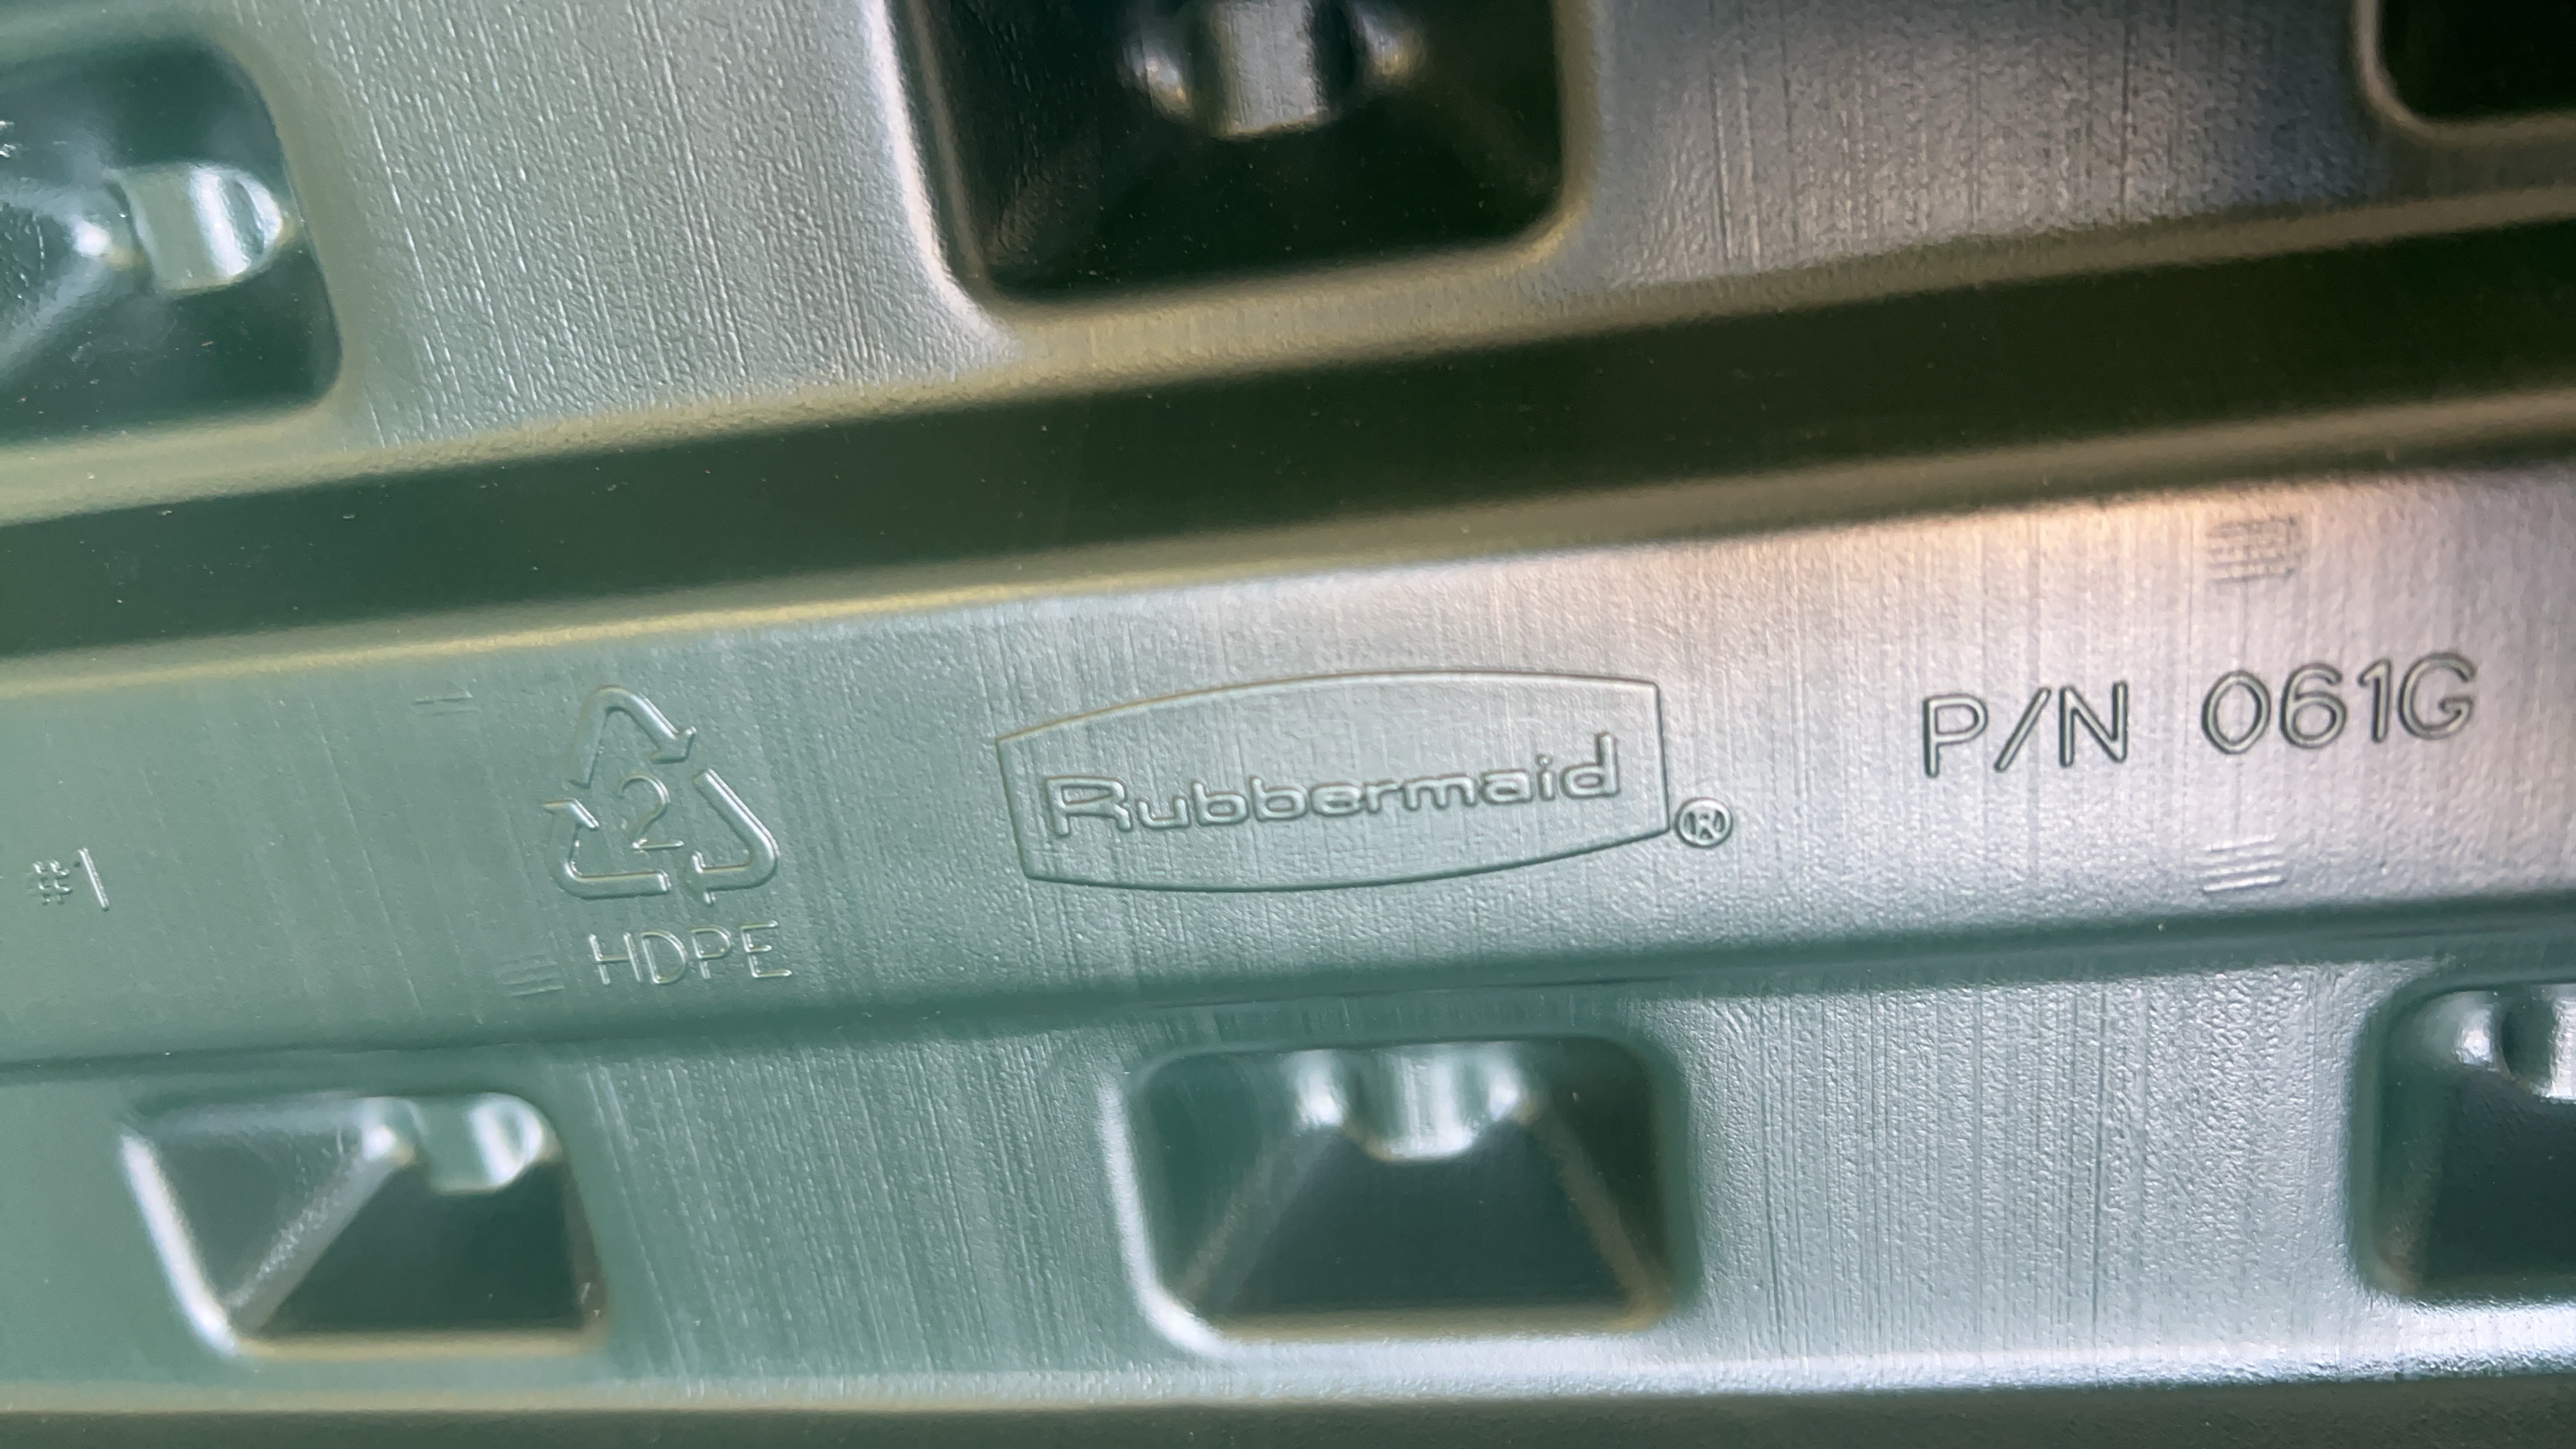 #1
2
HDPE
Rubbermaid®
P/N 061G